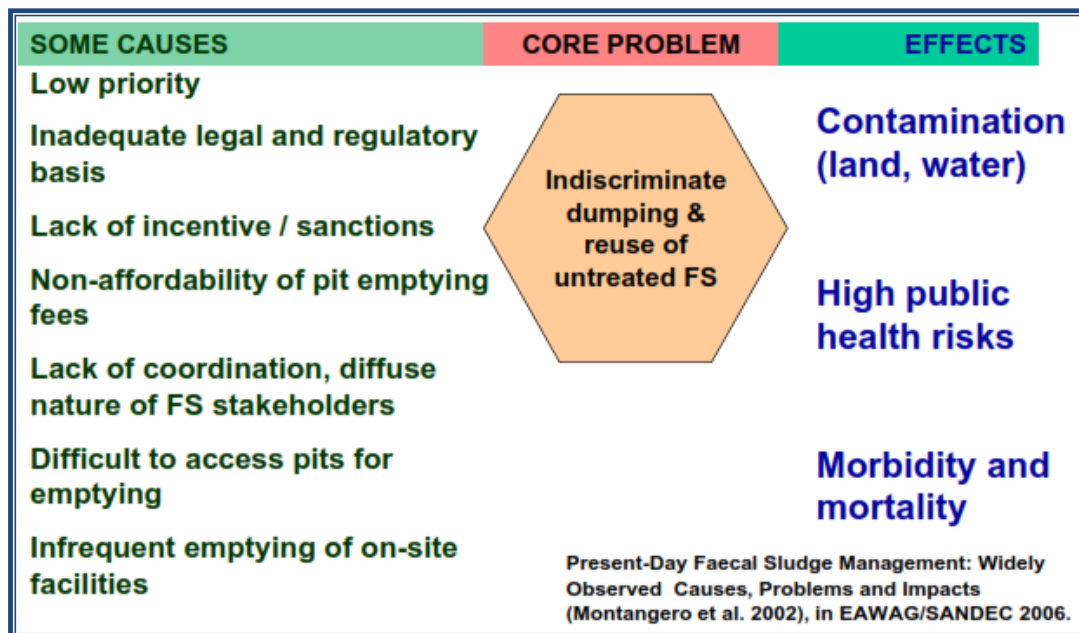 SOME CAUSES
CORE PROBLEM
EFFECTS
Low priority
Inadequate legal and regulatory
basis
Lack of incentive / sanctions
Non-affordability of pit emptying
fees
Lack of coordination, diffuse
nature of FS stakeholders
Difficult to access pits for
emptying
Infrequent emptying of on-site
facilities
Indiscriminate
dumping &
reuse of
untreated FS
Contamination
(land, water)
High public
health risks
Morbidity and
mortality
Present-Day Faecal Sludge Management: Widely
Observed Causes, Problems and Impacts
(Montangero et al. 2002), in EAWAG/SANDEC 2006.